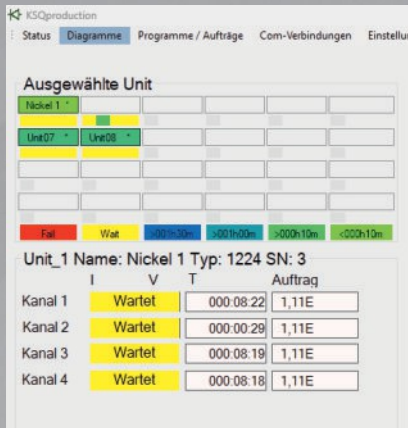 KSQproduction
Status Diagramme Programme / Aufträge Com-Verbindungen Einstellu
Ausgewählte Unit
Nickel 1 *
Unit07 * Unit08 *
Fail Wait >001h30m >001h00m >000h10m <000h10m
Unit_1 Name: Nickel 1 Typ: 1224 SN: 3
I V T Auftrag
Kanal 1 Wartet 000:08:22 1,11E
Kanal 2 Wartet 000:00:29 1,11E
Kanal 3 Wartet 000:08:19 1,11E
Kanal 4 Wartet 000:08:18 1,11E